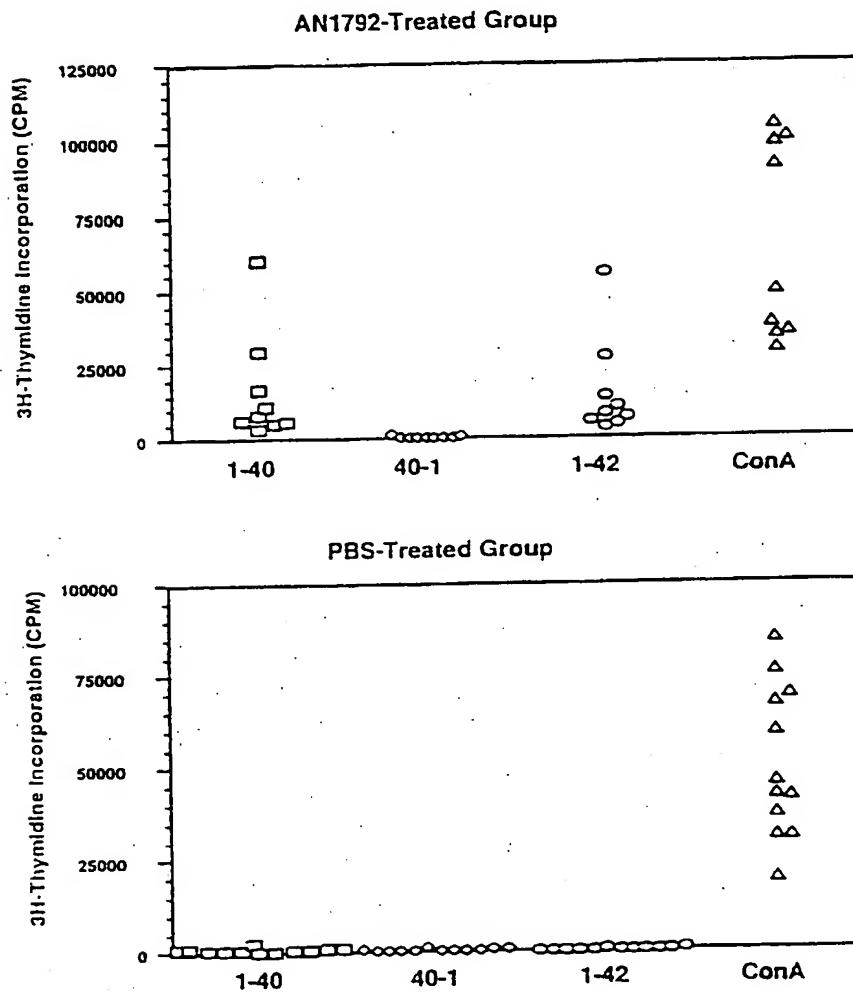 AN1792-Treated Group
3H-Thymidine Incorporation (CPM)
125000
100000
75000
50000
25000
0
1-40
40-1
1-42
ConA
PBS-Treated Group
3H-Thymidine Incorporation (CPM)
100000
75000
50000
25000
0
1-40
40-1
1-42
ConA